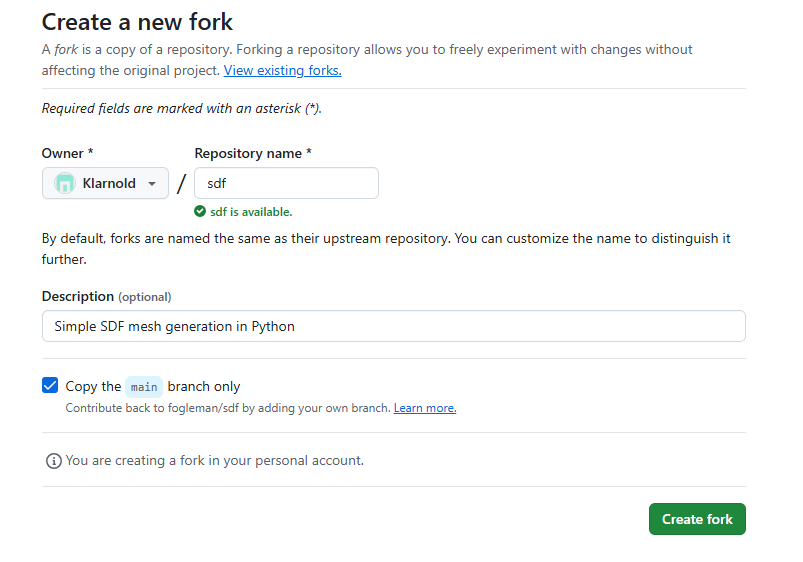 Create a new fork
A fork is a copy of a repository. Forking a repository allows you to freely experiment with changes without
affecting the original project. View existing forks.
Required fields are marked with an asterisk (*).
Owner * Repository name *
Klarnold / sdf
sdf is available.
By default, forks are named the same as their upstream repository. You can customize the name to distinguish it
further.
Description (optional)
Simple SDF mesh generation in Python
Copy the main branch only
Contribute back to fogleman/sdf by adding your own branch. Learn more.
You are creating a fork in your personal account.
Create fork